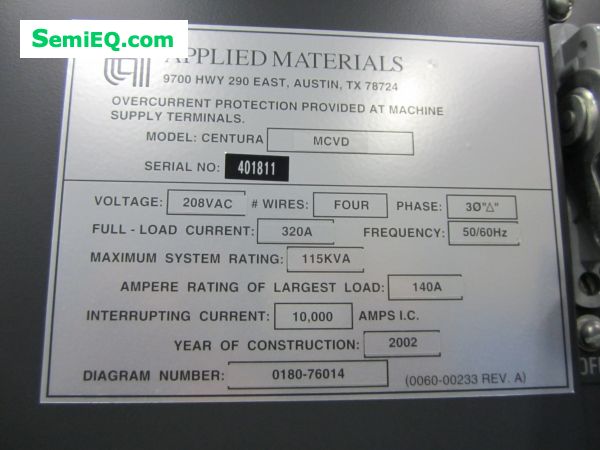 SemiEQ.com
APPLIED MATERIALS
9700 HWY 290 EAST, AUSTIN, TX 78724
OVERCURRENT PROTECTION PROVIDED AT MACHINE
SUPPLY TERMINALS.
MODEL: CENTURA MCVD
SERIAL NO: 401811
VOLTAGE: 208VAC # WIRES: FOUR PHASE: 3Ø"△"
FULL - LOAD CURRENT: 320A FREQUENCY: 50/60Hz
MAXIMUM SYSTEM RATING: 115KVA
AMPERE RATING OF LARGEST LOAD: 140A
INTERRUPTING CURRENT: 10,000 AMPS I.C.
YEAR OF CONSTRUCTION: 2002
DIAGRAM NUMBER: 0180-76014 (0060-00233 REV. A)